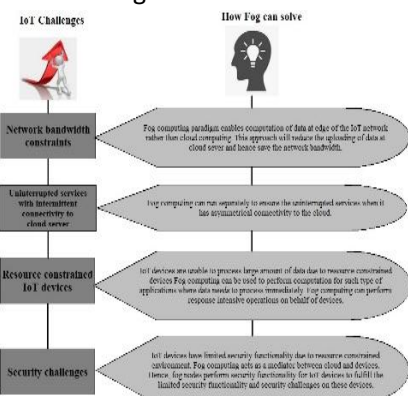 IoT Challenges
How Fog can solve
Network bandwidth
constraints
Fog computing paradigm enables computation of data at edge of the IoT network
rather than cloud computing. This approach will reduce the uploading of data at
cloud sever and hence save the network bandwidth.
Uninterrupted services
with intermittent
connectivity to
cloud server
Fog computing can run separately to ensure the uninterrupted services when it
has asymmetrical connectivity to the cloud.
Resource constrained
IoT devices
IoT devices are unable to process large amount of data due to resource constrained
devices Fog computing can be used to perform computation for such type of
applications where data needs to process immediately. Fog computing can perform
response intensive operations on behalf of devices.
Security challenges
IoT devices have limited security functionality due to resource constrained
environment. Fog computing acts as a mediator between cloud and devices.
Hence, fog nodes perform security functionality for IoT devices to fulfill the
limited security functionality and security challenges on these devices.